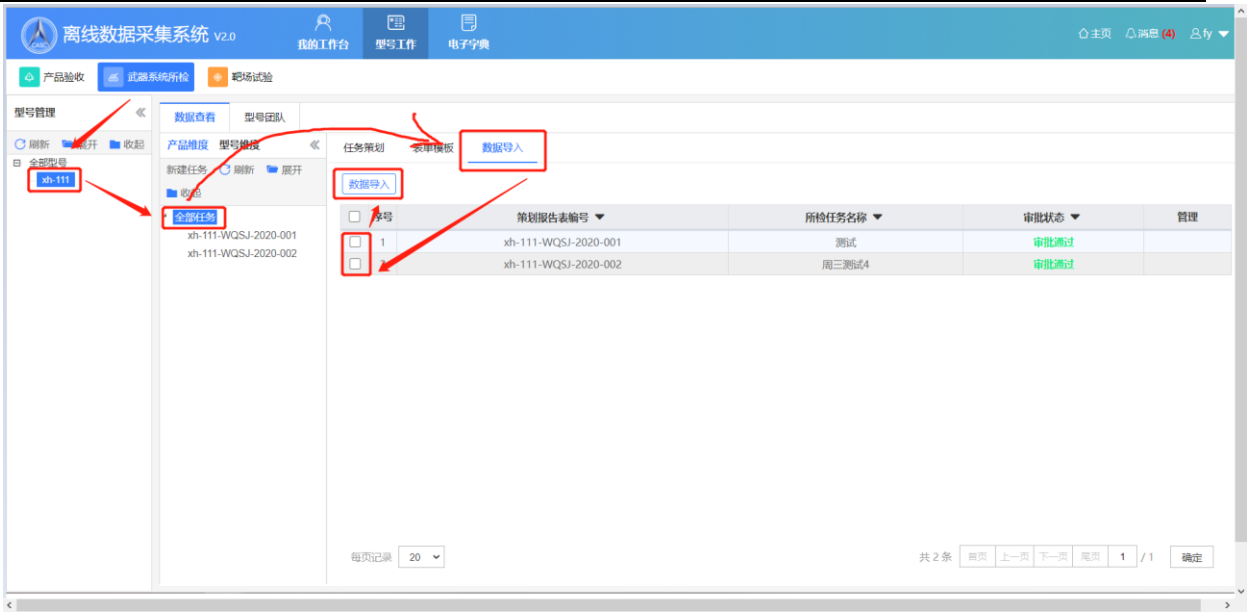 离线数据采集系统 V2.0
我的工作台 型号工作 电子字典
主页 消息(4) fy
CASC
产品验收 武器系统所检 靶场试验
型号管理
刷新 展开 收起
全部型号
xh-111
数据查看 型号团队
产品维度 型号维度
新建任务 刷新 展开
收起
全部任务
xh-111-WQSJ-2020-001
xh-111-WQSJ-2020-002
任务策划 表单模板 数据导入
数据导入
序号 策划报告表编号 所检任务名称 审批状态 管理
1 xh-111-WQSJ-2020-001 测试 审批通过
2 xh-111-WQSJ-2020-002 周三测试4 审批通过
每页记录 20
共 2 条 首页 上一页 下一页 尾页 1 / 1 确定